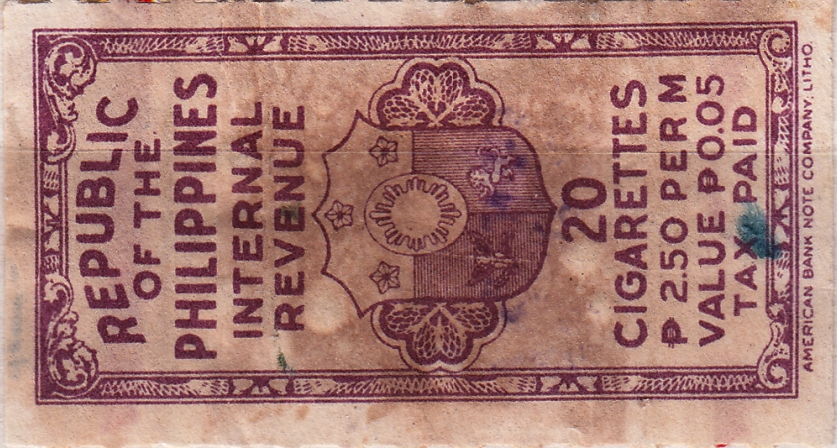 REPUBLIC
OF THE
PHILIPPINES
INTERNAL
REVENUE
20
CIGARETTES
₱ 2.50 PER M
VALUE ₱0.05
TAX PAID
AMERICAN BANK NOTE COMPANY. LITHO.